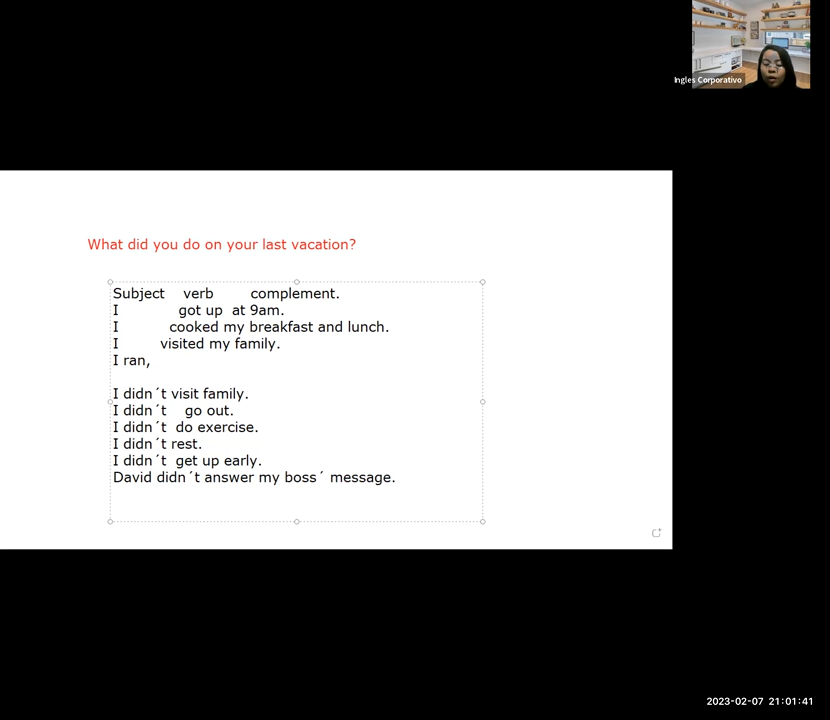 Ingles Corporativo
What did you do on your last vacation?
Subject verb complement.
I got up at 9am.
I cooked my breakfast and lunch.
I visited my family.
I ran,
I didn´t visit family.
I didn´t go out.
I didn´t do exercise.
I didn´t rest.
I didn´t get up early.
David didn´t answer my boss´ message.
2023-02-07 21:01:41